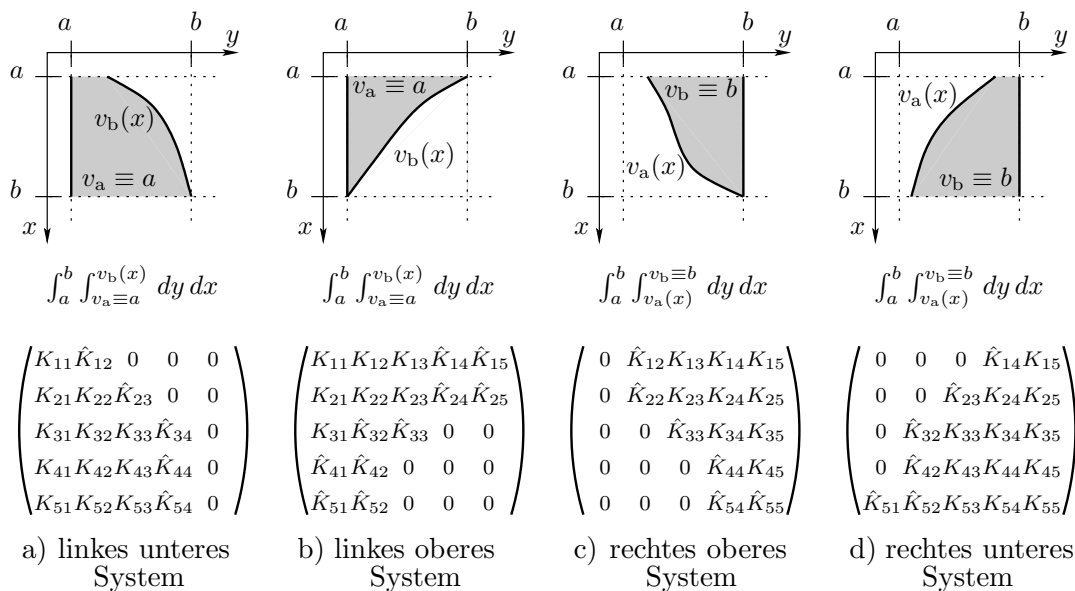 a b y a b y a b y a b y
a a a a
v_a ≡ a v_b ≡ b v_a(x)
v_b(x)
v_b(x) v_a(x)
v_a ≡ a v_b ≡ b
b b b b
x x x x
∫_a^b ∫_{v_a≡a}^{v_b(x)} dy dx ∫_a^b ∫_{v_a≡a}^{v_b(x)} dy dx ∫_a^b ∫_{v_a(x)}^{v_b≡b} dy dx ∫_a^b ∫_{v_a(x)}^{v_b≡b} dy dx
K₁₁ K̂₁₂ 0 0 0 K₁₁ K₁₂ K₁₃ K̂₁₄ K̂₁₅ 0 K̂₁₂ K₁₃ K₁₄ K₁₅ 0 0 0 K̂₁₄ K₁₅
K₂₁ K₂₂ K̂₂₃ 0 0 K₂₁ K₂₂ K₂₃ K̂₂₄ K̂₂₅ 0 K̂₂₂ K₂₃ K₂₄ K₂₅ 0 0 K̂₂₃ K₂₄ K₂₅
K₃₁ K₃₂ K₃₃ K̂₃₄ 0 K₃₁ K̂₃₂ K̂₃₃ 0 0 0 0 K̂₃₃ K₃₄ K₃₅ 0 K̂₃₂ K₃₃ K₃₄ K₃₅
K₄₁ K₄₂ K₄₃ K̂₄₄ 0 K̂₄₁ K̂₄₂ 0 0 0 0 0 0 K̂₄₄ K₄₅ 0 K̂₄₂ K₄₃ K₄₄ K₄₅
K₅₁ K₅₂ K₅₃ K̂₅₄ 0 K̂₅₁ K̂₅₂ 0 0 0 0 0 0 K̂₅₄ K̂₅₅ K̂₅₁ K̂₅₂ K₅₃ K₅₄ K₅₅
a) linkes unteres b) linkes oberes c) rechtes oberes d) rechtes unteres
System System System System